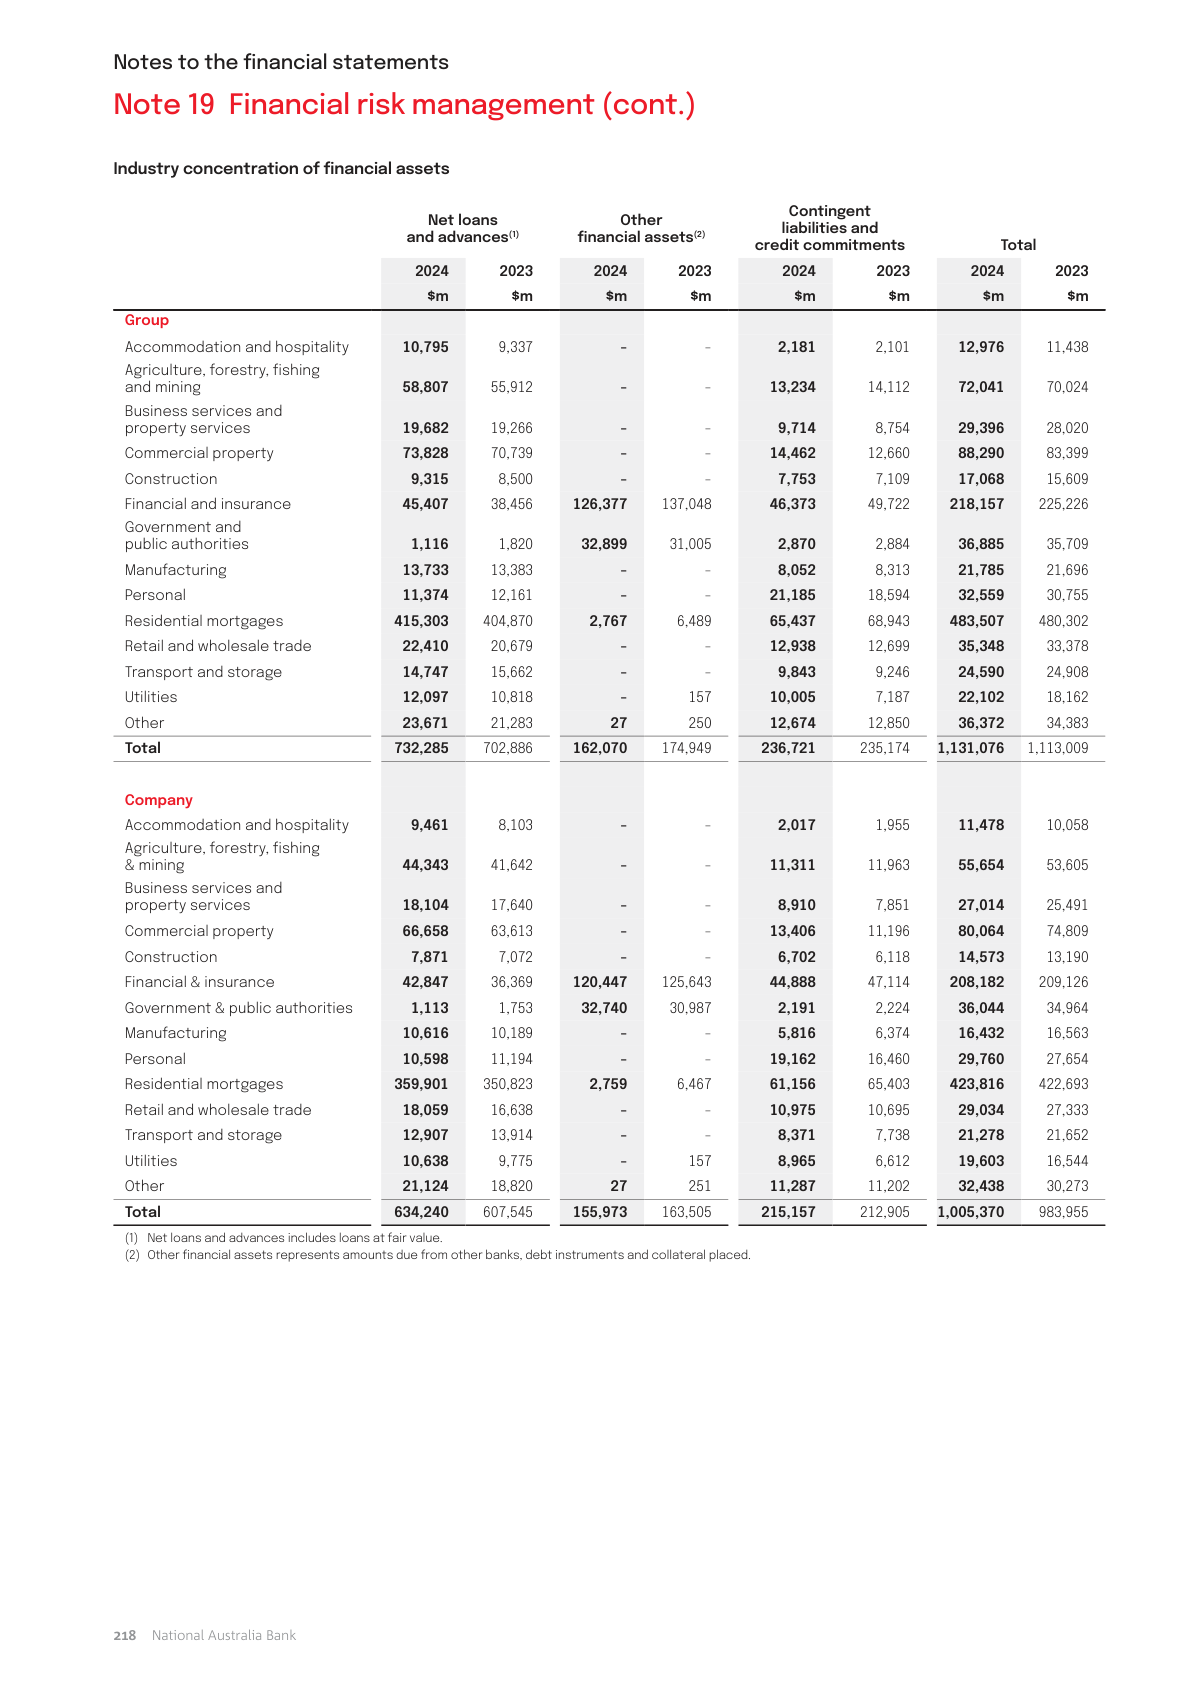 Notes to the financial statements
Note 19 Financial risk management (cont.)
Industry concentration of financial assets
Net loans and advances(1) Other financial assets(2) Contingent liabilities and credit commitments Total
2024 2023 2024 2023 2024 2023 2024 2023
$m $m $m $m $m $m $m $m
Group
Accommodation and hospitality 10,795 9,337 – – 2,181 2,101 12,976 11,438
Agriculture, forestry, fishing
and mining 58,807 55,912 – – 13,234 14,112 72,041 70,024
Business services and
property services 19,682 19,266 – – 9,714 8,754 29,396 28,020
Commercial property 73,828 70,739 – – 14,462 12,660 88,290 83,399
Construction 9,315 8,500 – – 7,753 7,109 17,068 15,609
Financial and insurance 45,407 38,456 126,377 137,048 46,373 49,722 218,157 225,226
Government and
public authorities 1,116 1,820 32,899 31,005 2,870 2,884 36,885 35,709
Manufacturing 13,733 13,383 – – 8,052 8,313 21,785 21,696
Personal 11,374 12,161 – – 21,185 18,594 32,559 30,755
Residential mortgages 415,303 404,870 2,767 6,489 65,437 68,943 483,507 480,302
Retail and wholesale trade 22,410 20,679 – – 12,938 12,699 35,348 33,378
Transport and storage 14,747 15,662 – – 9,843 9,246 24,590 24,908
Utilities 12,097 10,818 – 157 10,005 7,187 22,102 18,162
Other 23,671 21,283 27 250 12,674 12,850 36,372 34,383
Total 732,285 702,886 162,070 174,949 236,721 235,174 1,131,076 1,113,009
Company
Accommodation and hospitality 9,461 8,103 – – 2,017 1,955 11,478 10,058
Agriculture, forestry, fishing
& mining 44,343 41,642 – – 11,311 11,963 55,654 53,605
Business services and
property services 18,104 17,640 – – 8,910 7,851 27,014 25,491
Commercial property 66,658 63,613 – – 13,406 11,196 80,064 74,809
Construction 7,871 7,072 – – 6,702 6,118 14,573 13,190
Financial & insurance 42,847 36,369 120,447 125,643 44,888 47,114 208,182 209,126
Government & public authorities 1,113 1,753 32,740 30,987 2,191 2,224 36,044 34,964
Manufacturing 10,616 10,189 – – 5,816 6,374 16,432 16,563
Personal 10,598 11,194 – – 19,162 16,460 29,760 27,654
Residential mortgages 359,901 350,823 2,759 6,467 61,156 65,403 423,816 422,693
Retail and wholesale trade 18,059 16,638 – – 10,975 10,695 29,034 27,333
Transport and storage 12,907 13,914 – – 8,371 7,738 21,278 21,652
Utilities 10,638 9,775 – 157 8,965 6,612 19,603 16,544
Other 21,124 18,820 27 251 11,287 11,202 32,438 30,273
Total 634,240 607,545 155,973 163,505 215,157 212,905 1,005,370 983,955
(1) Net loans and advances includes loans at fair value.
(2) Other financial assets represents amounts due from other banks, debt instruments and collateral placed.
218 National Australia Bank